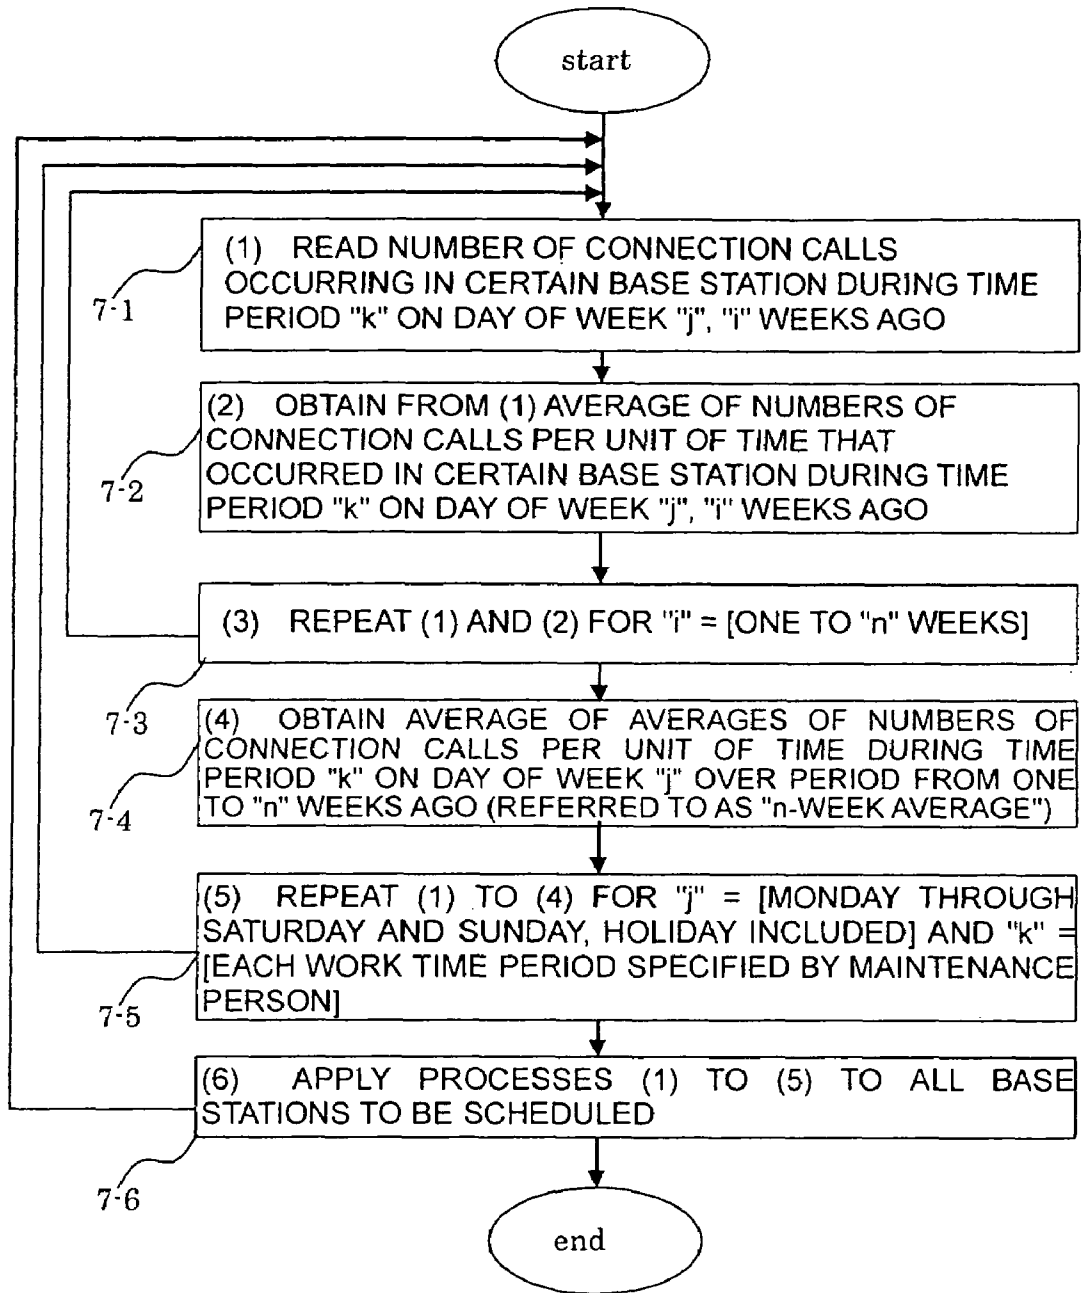 start
(1) READ NUMBER OF CONNECTION CALLS
OCCURRING IN CERTAIN BASE STATION DURING TIME
PERIOD "k" ON DAY OF WEEK "j", "i" WEEKS AGO
7-1
(2) OBTAIN FROM (1) AVERAGE OF NUMBERS OF
CONNECTION CALLS PER UNIT OF TIME THAT
OCCURRED IN CERTAIN BASE STATION DURING TIME
PERIOD "k" ON DAY OF WEEK "j", "i" WEEKS AGO
7-2
(3) REPEAT (1) AND (2) FOR "i" = [ONE TO "n" WEEKS]
7-3
(4) OBTAIN AVERAGE OF AVERAGES OF NUMBERS OF
CONNECTION CALLS PER UNIT OF TIME DURING TIME
PERIOD "k" ON DAY OF WEEK "j" OVER PERIOD FROM ONE
TO "n" WEEKS AGO (REFERRED TO AS "n-WEEK AVERAGE")
7-4
(5) REPEAT (1) TO (4) FOR "j" = [MONDAY THROUGH
SATURDAY AND SUNDAY, HOLIDAY INCLUDED] AND "k" =
[EACH WORK TIME PERIOD SPECIFIED BY MAINTENANCE
PERSON]
7-5
(6) APPLY PROCESSES (1) TO (5) TO ALL BASE
STATIONS TO BE SCHEDULED
7-6
end